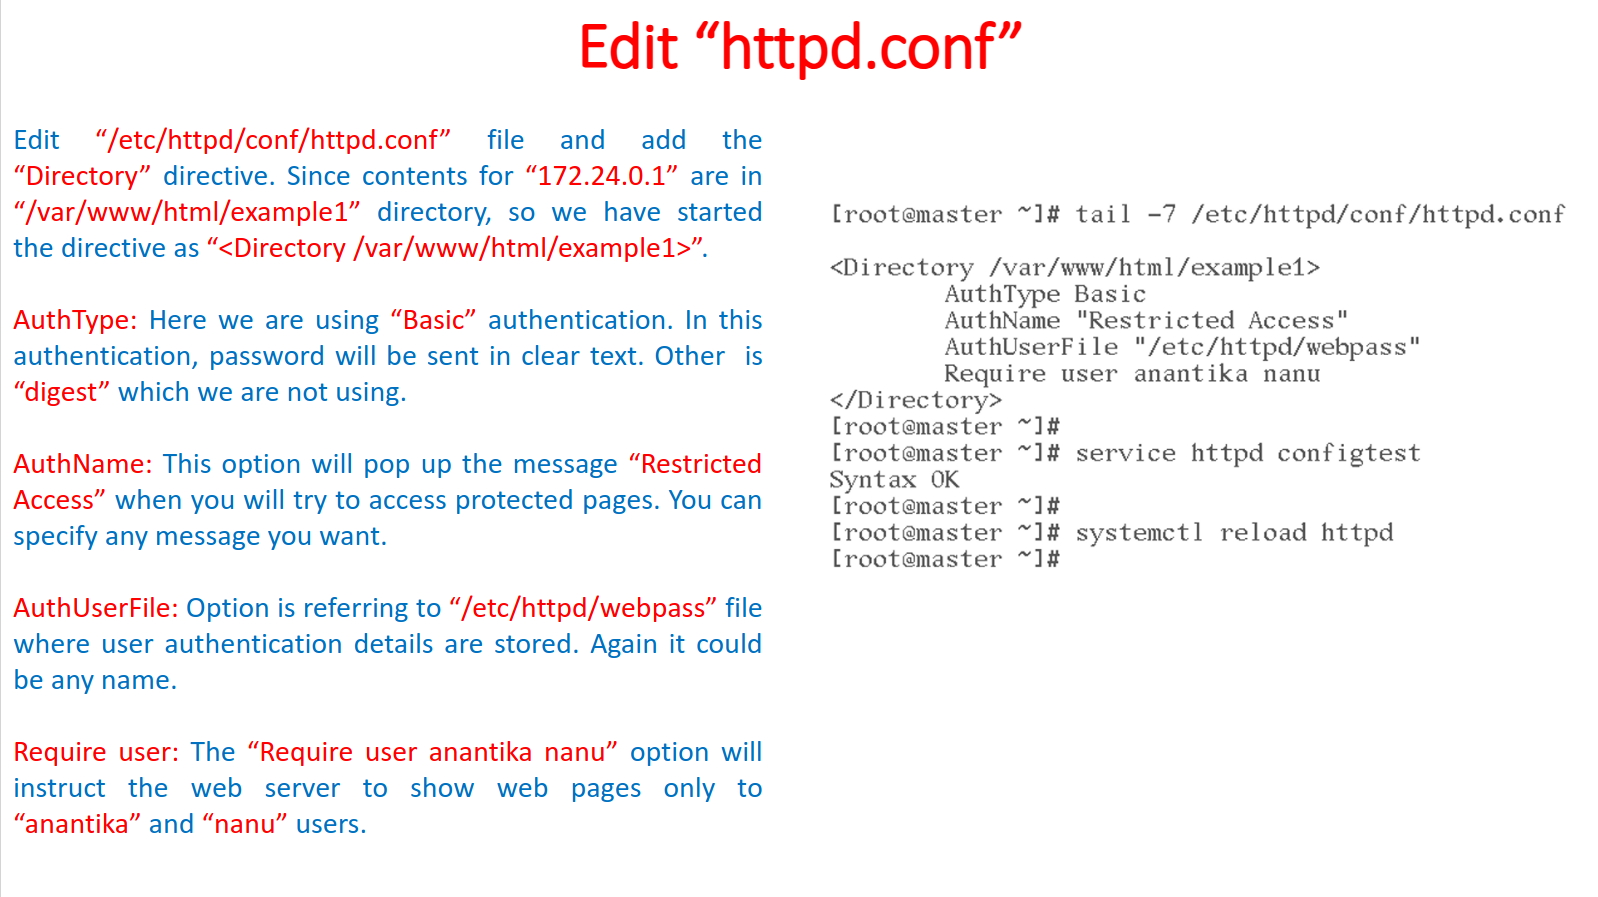 Edit “httpd.conf”
Edit “/etc/httpd/conf/httpd.conf” file and add the
“Directory” directive. Since contents for “172.24.0.1” are in
“/var/www/html/example1” directory, so we have started
the directive as “<Directory /var/www/html/example1>”.
AuthType: Here we are using “Basic” authentication. In this
authentication, password will be sent in clear text. Other is
“digest” which we are not using.
AuthName: This option will pop up the message “Restricted
Access” when you will try to access protected pages. You can
specify any message you want.
AuthUserFile: Option is referring to “/etc/httpd/webpass” file
where user authentication details are stored. Again it could
be any name.
Require user: The “Require user anantika nanu” option will
instruct the web server to show web pages only to
“anantika” and “nanu” users.
[root@master ~]# tail -7 /etc/httpd/conf/httpd.conf
<Directory /var/www/html/example1>
        AuthType Basic
        AuthName "Restricted Access"
        AuthUserFile "/etc/httpd/webpass"
        Require user anantika nanu
</Directory>
[root@master ~]#
[root@master ~]# service httpd configtest
Syntax OK
[root@master ~]#
[root@master ~]# systemctl reload httpd
[root@master ~]#